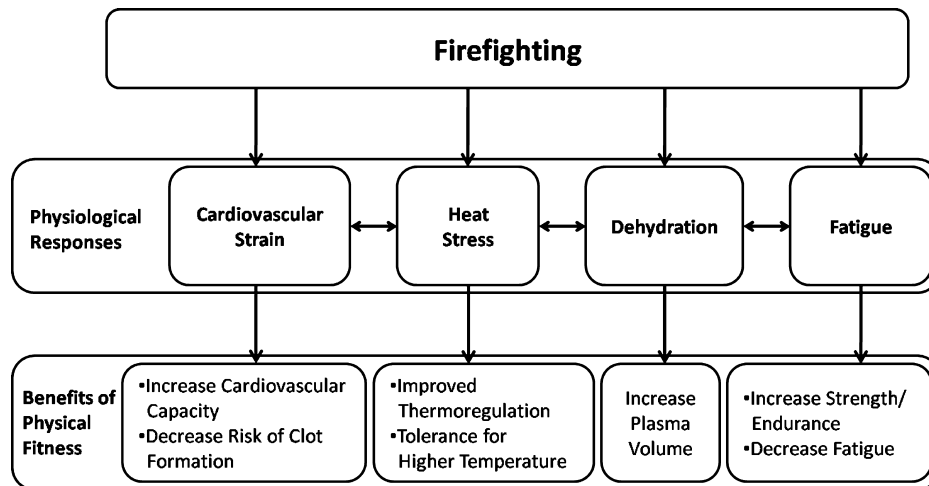 Firefighting
Physiological
Responses
Cardiovascular
Strain
Heat
Stress
Dehydration
Fatigue
Benefits of
Physical
Fitness
•Increase Cardiovascular
Capacity
•Decrease Risk of Clot
Formation
•Improved
Thermoregulation
•Tolerance for
Higher Temperature
Increase
Plasma
Volume
•Increase Strength/
Endurance
•Decrease Fatigue